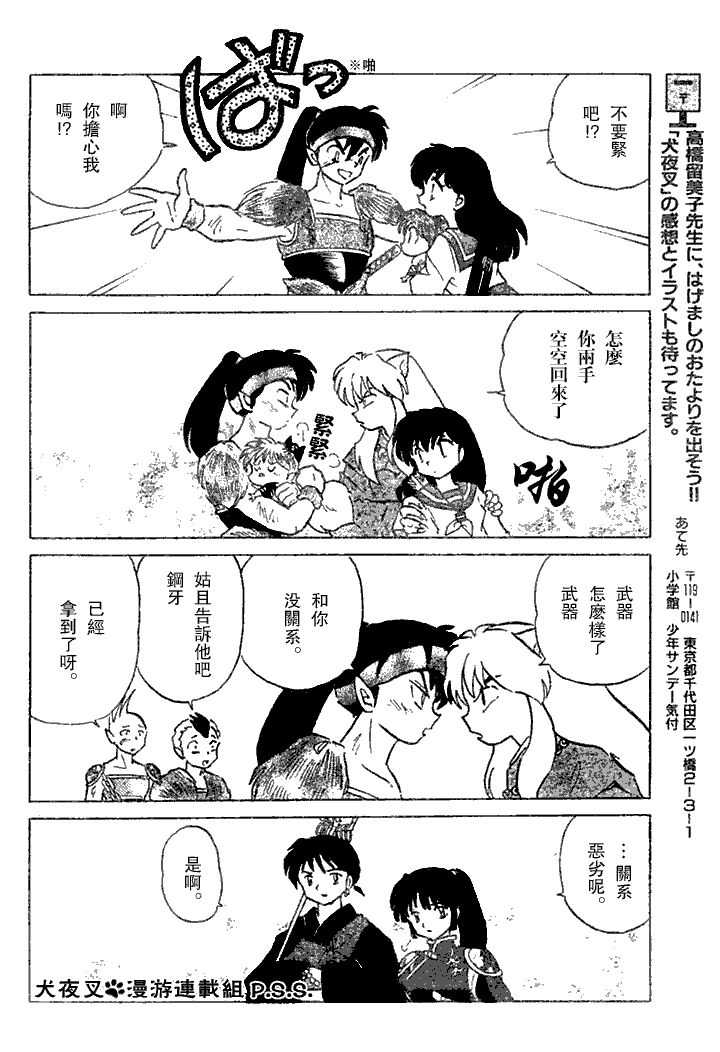 ばっ
※啪
不要緊
吧!?
啊
你擔心我
嗎!?
怎麼
你兩手
空空回來了
緊緊
啪
武器
怎麼樣了
武器
和你
沒關系。
姑且告訴他吧
鋼牙
已經
拿到了呀。
…關系
惡劣呢。
是啊。
犬夜叉 漫游連載組 P.S.S.
〒
高橋留美子先生に、はげましのおたよりを出そう!!
「犬夜叉」の感想とイラストも待ってます。
あて先
〒119-0141 東京都千代田区一ツ橋2-3-1
小学館 少年サンデー気付